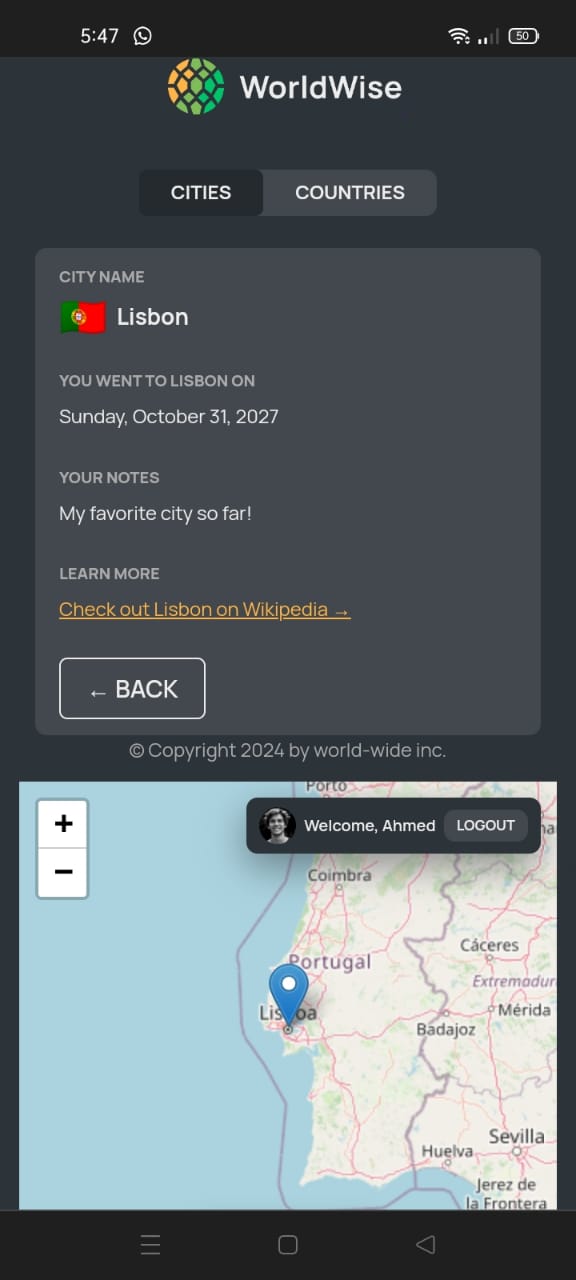 5:47
50
WorldWise
CITIES COUNTRIES
CITY NAME
Lisbon
YOU WENT TO LISBON ON
Sunday, October 31, 2027
YOUR NOTES
My favorite city so far!
LEARN MORE
Check out Lisbon on Wikipedia →
← BACK
© Copyright 2024 by world-wide inc.
Porto
+
Welcome, Ahmed LOGOUT
−
Coimbra
Cáceres
Portugal
Mérida
Badajoz
Sevilla
Huelva
Jerez de
la Frontera